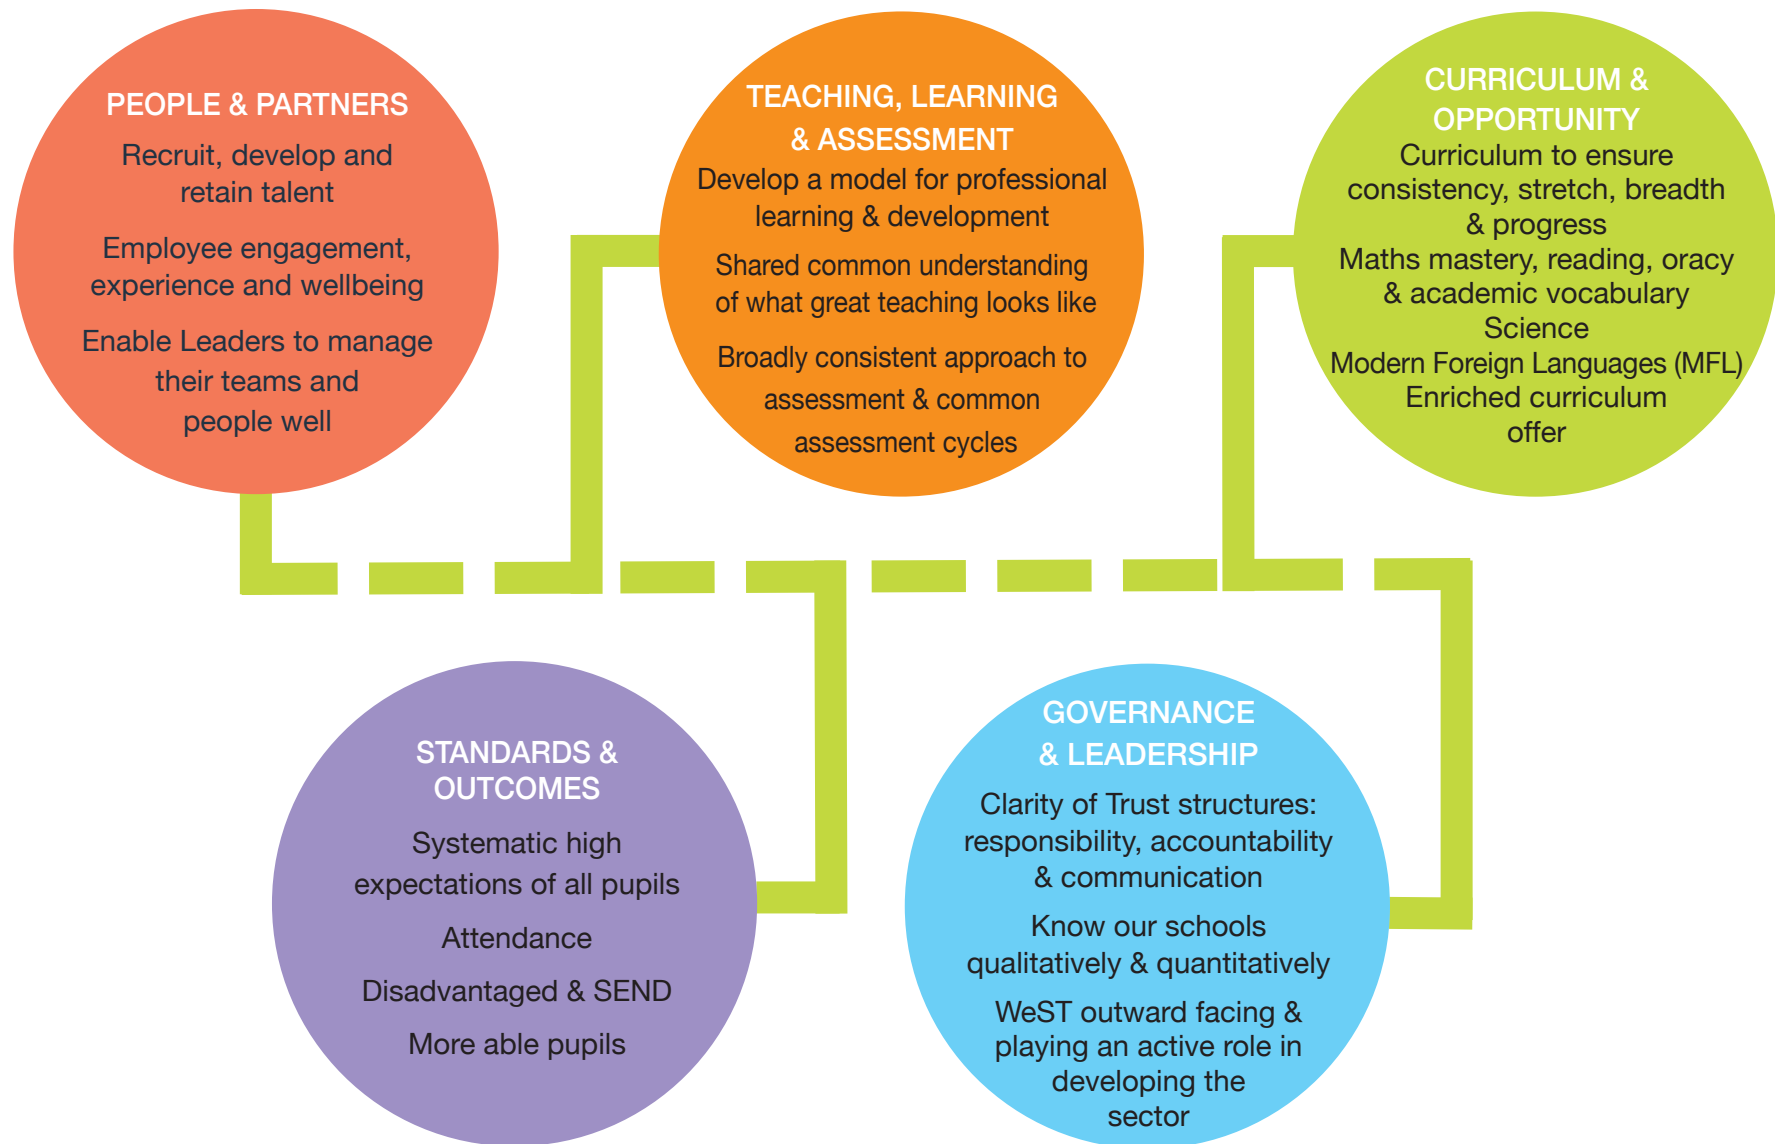 PEOPLE & PARTNERS
Recruit, develop and
retain talent
Employee engagement,
experience and wellbeing
Enable Leaders to manage
their teams and
people well
TEACHING, LEARNING
& ASSESSMENT
Develop a model for professional
learning & development
Shared common understanding
of what great teaching looks like
Broadly consistent approach to
assessment & common
assessment cycles
CURRICULUM &
OPPORTUNITY
Curriculum to ensure
consistency, stretch, breadth
& progress
Maths mastery, reading, oracy
& academic vocabulary
Science
Modern Foreign Languages (MFL)
Enriched curriculum
offer
STANDARDS &
OUTCOMES
Systematic high
expectations of all pupils
Attendance
Disadvantaged & SEND
More able pupils
GOVERNANCE
& LEADERSHIP
Clarity of Trust structures:
responsibility, accountability
& communication
Know our schools
qualitatively & quantitatively
WeST outward facing &
playing an active role in
developing the
sector